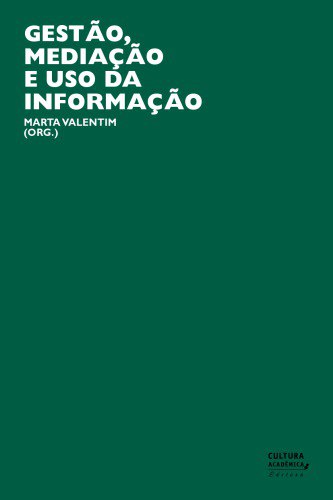 GESTÃO,
MEDIAÇÃO
E USO DA
INFORMAÇÃO
MARTA VALENTIM
(ORG.)
CULTURA
ACADÊMICA
Editora